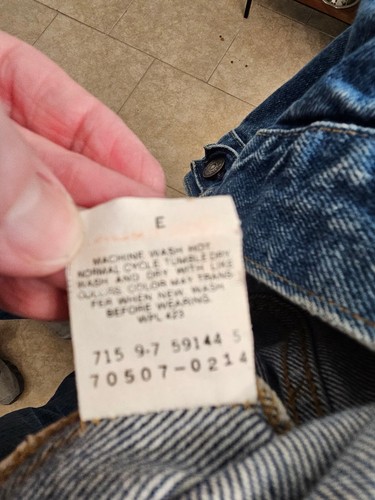 E
MACHINE WASH HOT
NORMAL CYCLE TUMBLE DRY
WASH AND DRY WITH LIKE
COLORS COLOR MAY TRANS
FER WHEN NEW. WASH
BEFORE WEARING.
WPL 423
715 9-7 59144 5
70507-0214